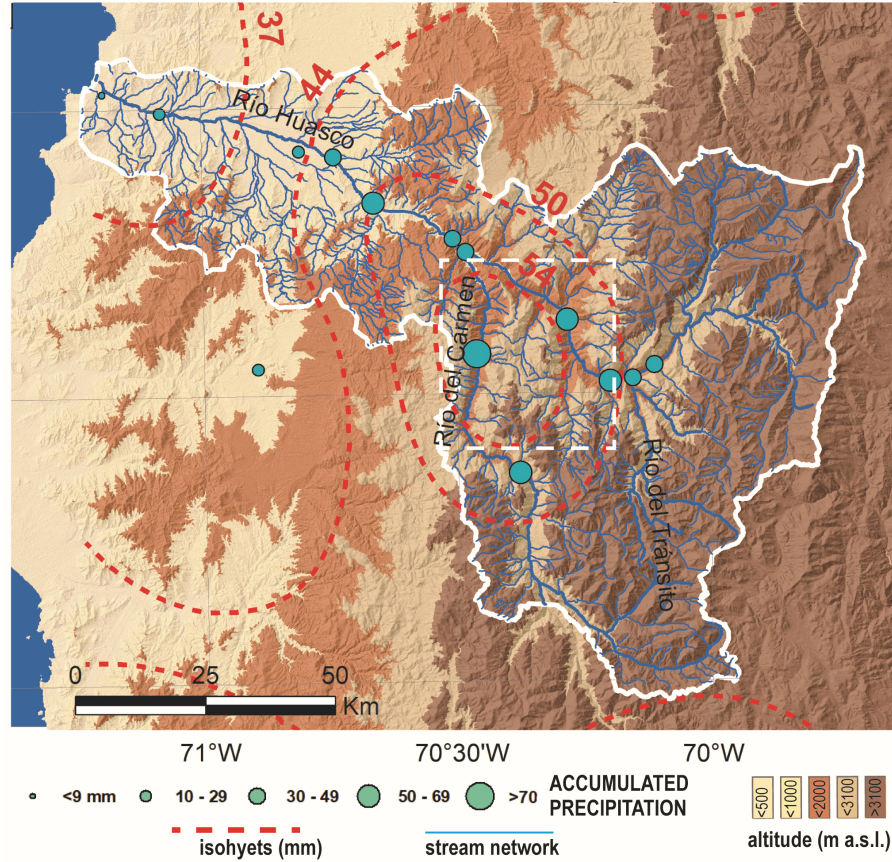 37
44
Río Huasco
50
54
Río del Carmen
Río del Tránsito
0 25 50
Km
71°W 70°30'W 70°W
<9 mm 10 - 29 30 - 49 50 - 69 >70 ACCUMULATED
PRECIPITATION
<500 <1000 <2000 <3100 >3100
isohyets (mm) stream network altitude (m a.s.l.)